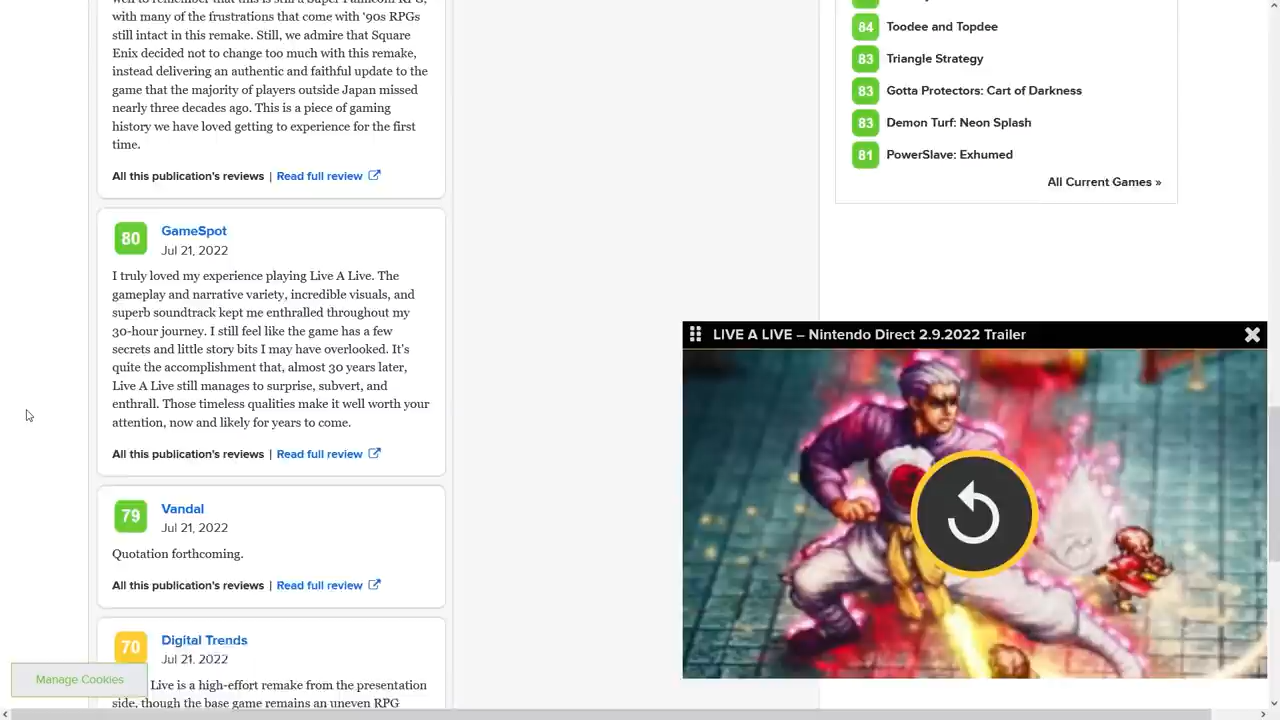 with many of the frustrations that come with '90s RPGs
still intact in this remake. Still, we admire that Square
Enix decided not to change too much with this remake,
instead delivering an authentic and faithful update to the
game that the majority of players outside Japan missed
nearly three decades ago. This is a piece of gaming
history we have loved getting to experience for the first
time.
All this publication's reviews | Read full review
80 GameSpot
Jul 21, 2022
I truly loved my experience playing Live A Live. The
gameplay and narrative variety, incredible visuals, and
superb soundtrack kept me enthralled throughout my
30-hour journey. I still feel like the game has a few
secrets and little story bits I may have overlooked. It's
quite the accomplishment that, almost 30 years later,
Live A Live still manages to surprise, subvert, and
enthrall. Those timeless qualities make it well worth your
attention, now and likely for years to come.
All this publication's reviews | Read full review
79 Vandal
Jul 21, 2022
Quotation forthcoming.
All this publication's reviews | Read full review
70 Digital Trends
Jul 21, 2022
Live is a high-effort remake from the presentation
side, though the base game remains an uneven RPG
Manage Cookies
84 Toodee and Topdee
83 Triangle Strategy
83 Gotta Protectors: Cart of Darkness
83 Demon Turf: Neon Splash
81 PowerSlave: Exhumed
All Current Games »
LIVE A LIVE – Nintendo Direct 2.9.2022 Trailer